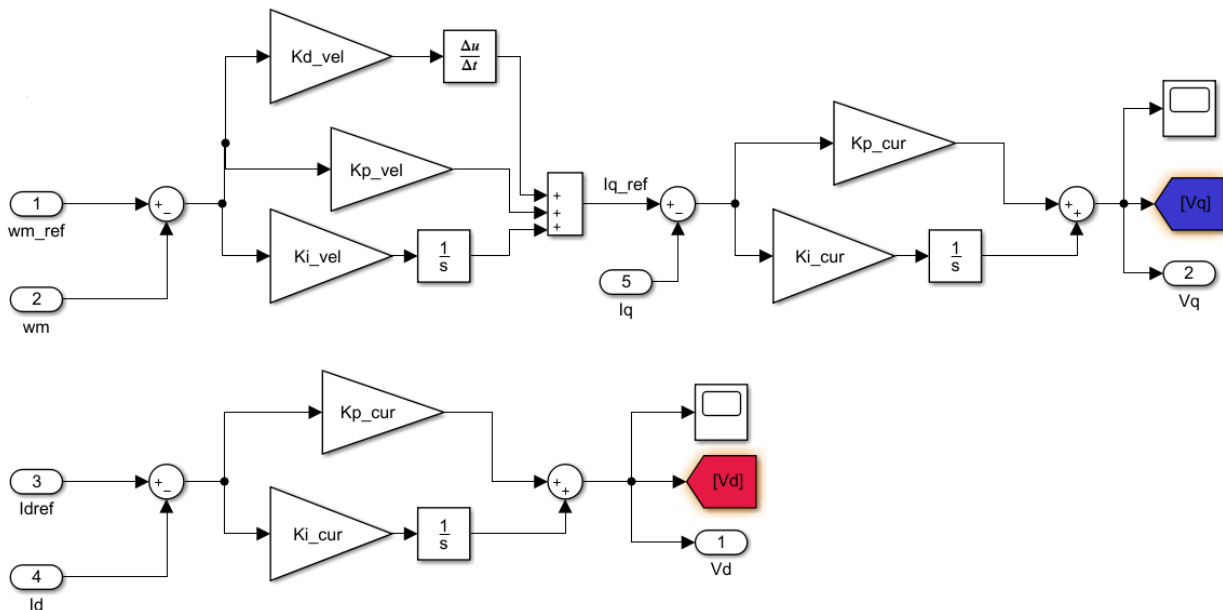 Kd_vel
Δu
Δt
Kp_vel
Ki_vel
1
s
1
wm_ref
2
wm
+
−
+
+
+
Iq_ref
+
−
5
Iq
Kp_cur
Ki_cur
1
s
+
+
[Vq]
2
Vq
3
Idref
4
Id
+
−
Kp_cur
Ki_cur
1
s
+
+
[Vd]
1
Vd